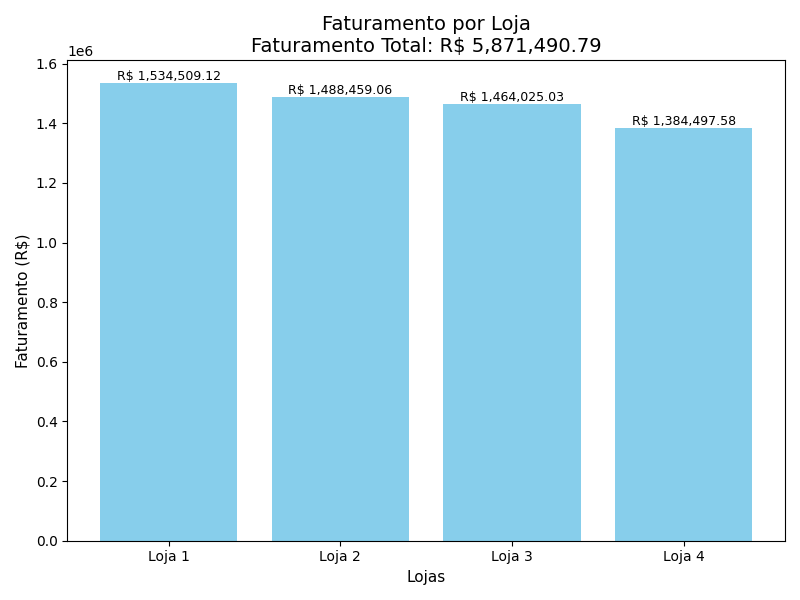 Faturamento por Loja
Faturamento Total: R$ 5,871,490.79
1e6
1.6
1.4
1.2
1.0
0.8
0.6
0.4
0.2
0.0
Faturamento (R$)
R$ 1,534,509.12
R$ 1,488,459.06
R$ 1,464,025.03
R$ 1,384,497.58
Loja 1
Loja 2
Loja 3
Loja 4
Lojas